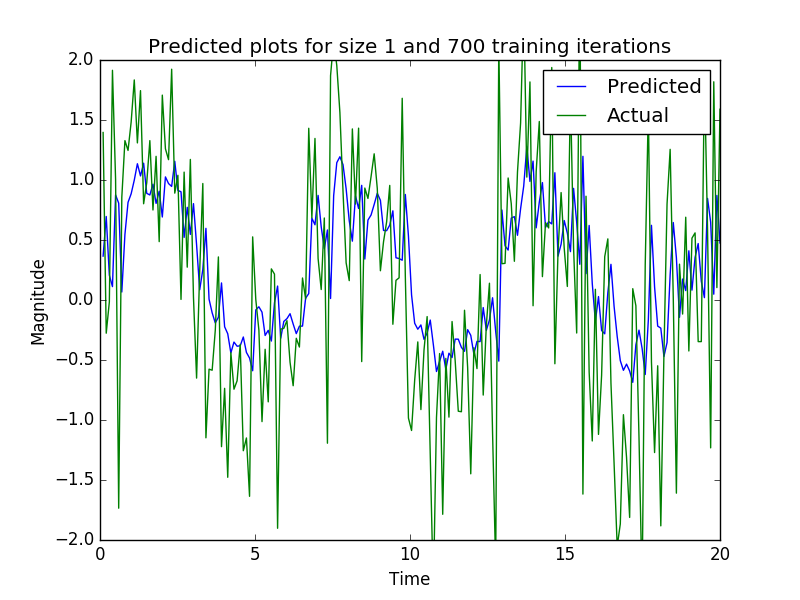 Predicted plots for size 1 and 700 training iterations
Predicted
Actual
2.0
1.5
1.0
0.5
0.0
−0.5
−1.0
−1.5
−2.0
Magnitude
0 5 10 15 20
Time